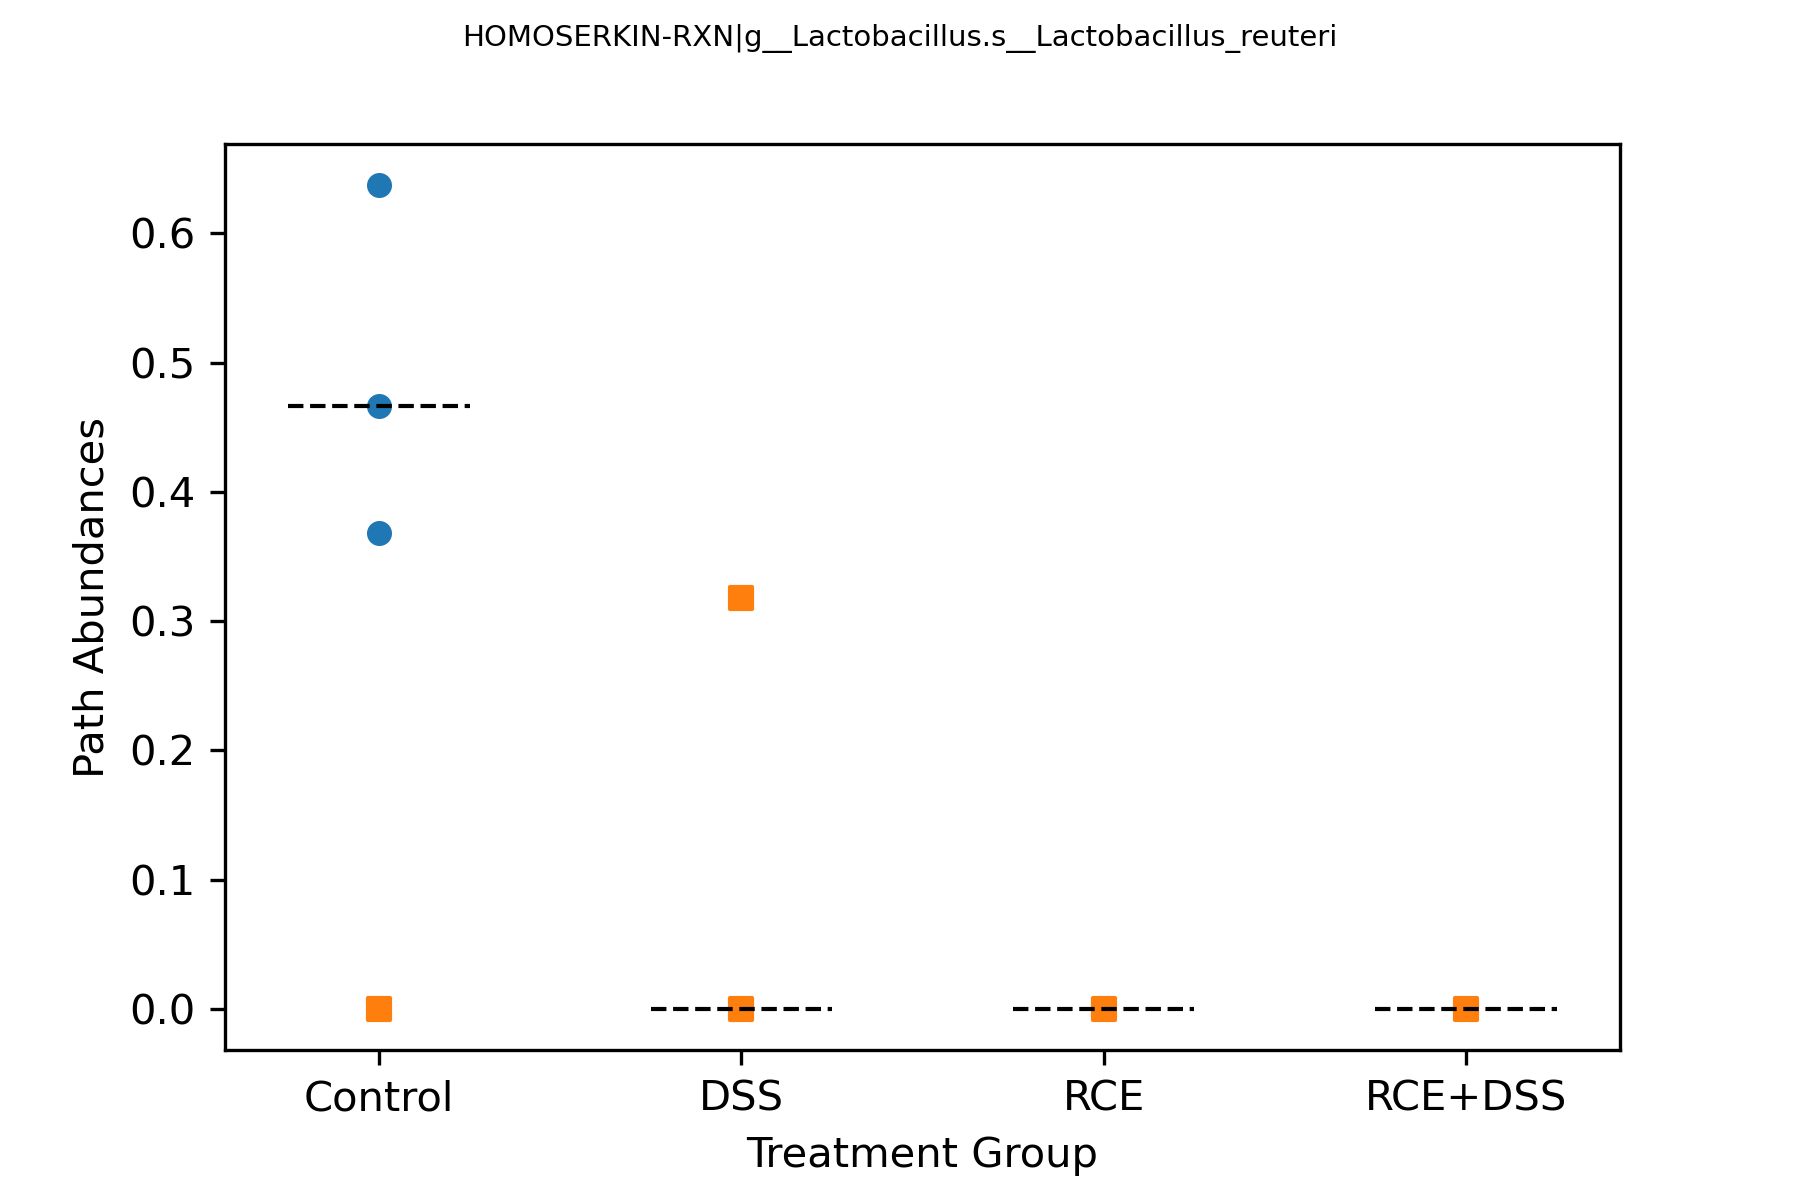 HOMOSERKIN-RXN|g__Lactobacillus.s__Lactobacillus_reuteri
0.6
0.5
0.4
0.3
0.2
0.1
0.0
Path Abundances
Control DSS RCE RCE+DSS
Treatment Group